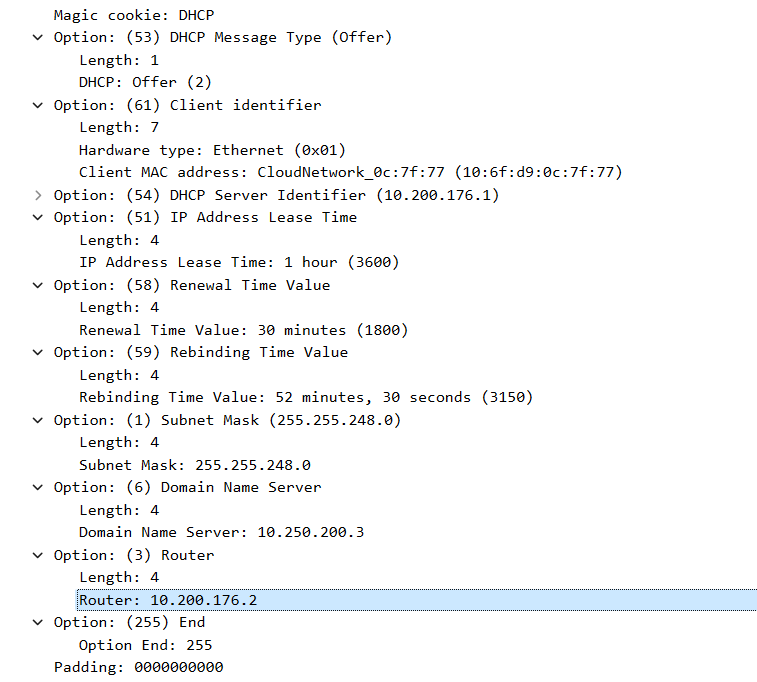 Magic cookie: DHCP
Option: (53) DHCP Message Type (Offer)
Length: 1
DHCP: Offer (2)
Option: (61) Client identifier
Length: 7
Hardware type: Ethernet (0x01)
Client MAC address: CloudNetwork_0c:7f:77 (10:6f:d9:0c:7f:77)
Option: (54) DHCP Server Identifier (10.200.176.1)
Option: (51) IP Address Lease Time
Length: 4
IP Address Lease Time: 1 hour (3600)
Option: (58) Renewal Time Value
Length: 4
Renewal Time Value: 30 minutes (1800)
Option: (59) Rebinding Time Value
Length: 4
Rebinding Time Value: 52 minutes, 30 seconds (3150)
Option: (1) Subnet Mask (255.255.248.0)
Length: 4
Subnet Mask: 255.255.248.0
Option: (6) Domain Name Server
Length: 4
Domain Name Server: 10.250.200.3
Option: (3) Router
Length: 4
Router: 10.200.176.2
Option: (255) End
Option End: 255
Padding: 0000000000